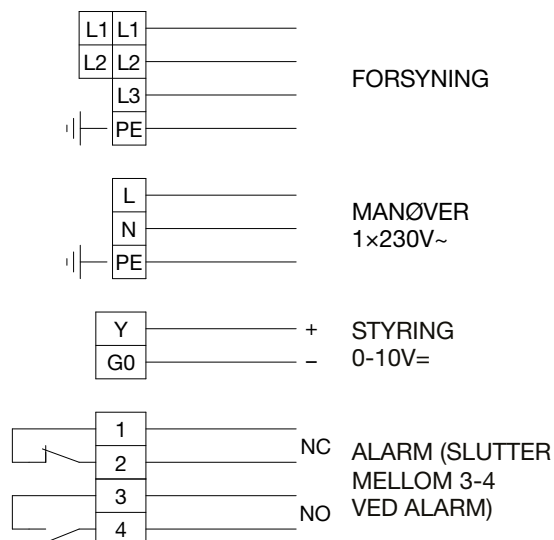 L1 L1
L2 L2
L3
PE
FORSYNING
L
N
PE
MANØVER
1×230V~
Y +
G0 –
STYRING
0-10V=
1
2
NC
3
4
NO
ALARM (SLUTTER
MELLOM 3-4
VED ALARM)